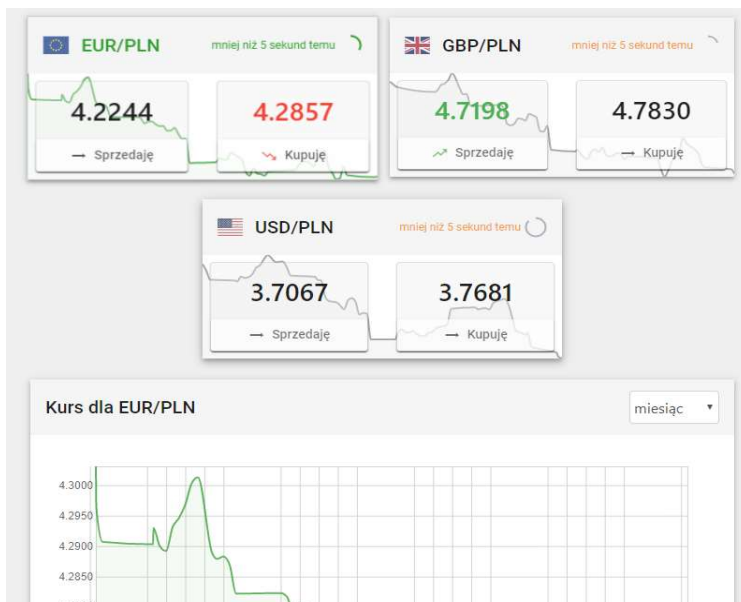 EUR/PLN mniej niż 5 sekund temu
4.2244 4.2857
→ Sprzedaję Kupuję
GBP/PLN mniej niż 5 sekund temu
4.7198 4.7830
Sprzedaję → Kupuję
USD/PLN mniej niż 5 sekund temu
3.7067 3.7681
→ Sprzedaję → Kupuję
Kurs dla EUR/PLN
miesiąc
4.3000
4.2950
4.2900
4.2850